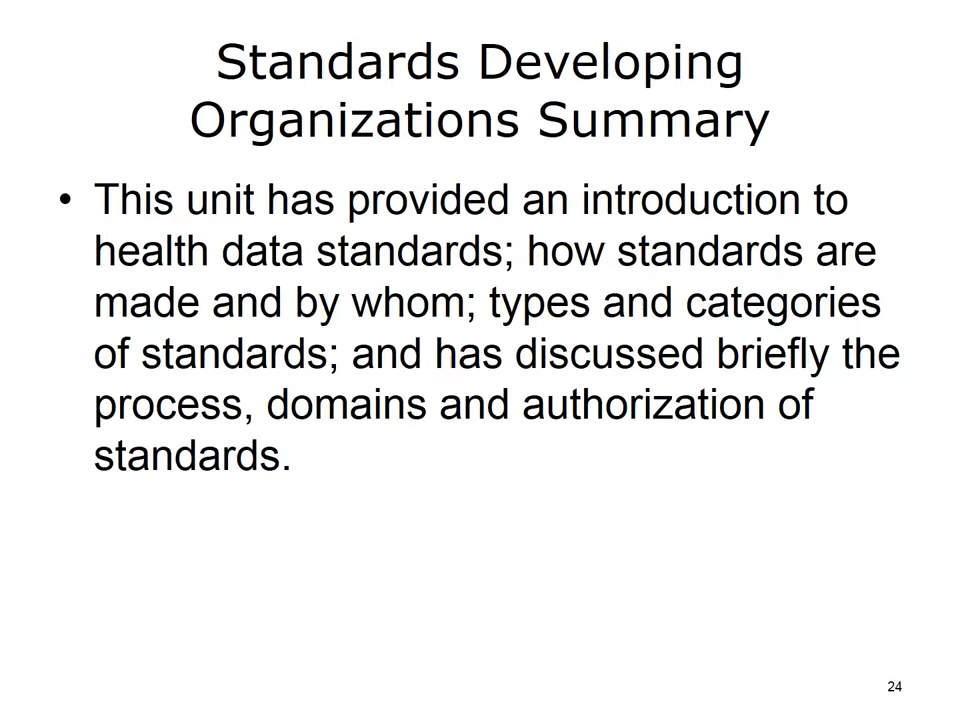 Standards Developing
Organizations Summary
• This unit has provided an introduction to
health data standards; how standards are
made and by whom; types and categories
of standards; and has discussed briefly the
process, domains and authorization of
standards.
24